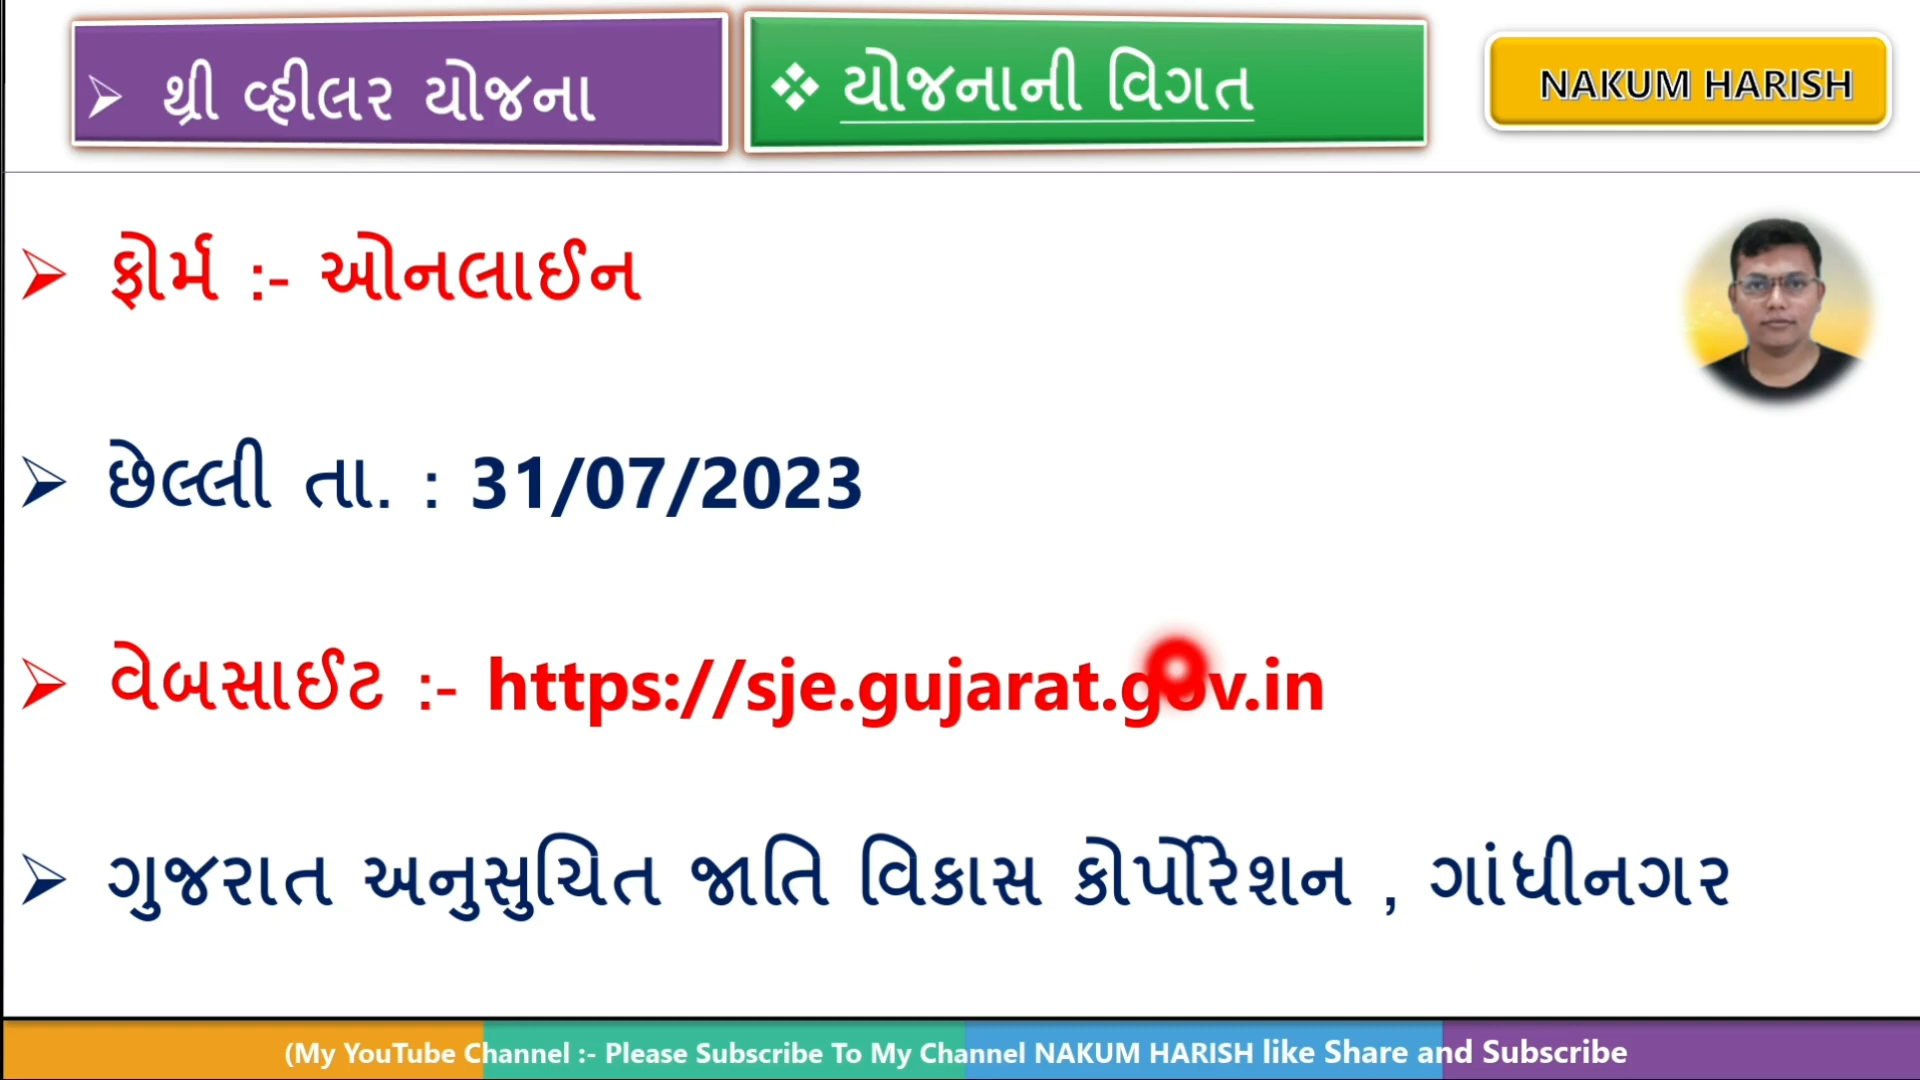 ➢ થ્રી વ્હીલર યોજના
❖ યોજનાની વિગત
NAKUM HARISH
➢ ફોર્મ :- ઓનલાઈન
➢ છેલ્લી તા. : 31/07/2023
➢ વેબસાઈટ :- https://sje.gujarat.gov.in
➢ ગુજરાત અનુસુચિત જાતિ વિકાસ કોર્પોરેશન , ગાંધીનગર
(My YouTube Channel :- Please Subscribe To My Channel NAKUM HARISH like Share and Subscribe